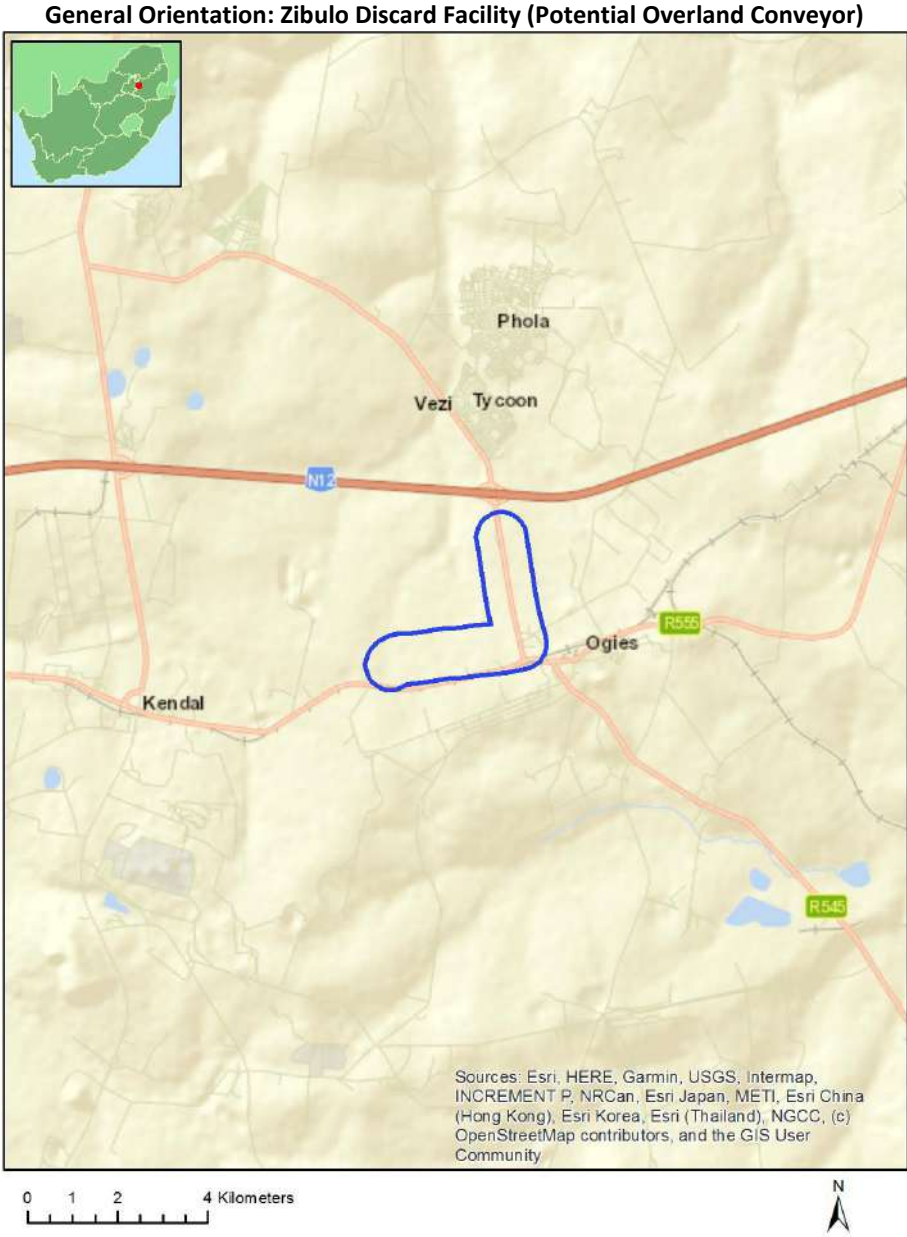 General Orientation: Zibulo Discard Facility (Potential Overland Conveyor)
Phola
Vezi
Tycoon
N12
Ogies
R555
Kendal
R545
Sources: Esri, HERE, Garmin, USGS, Intermap,
INCREMENT P, NRCan, Esri Japan, METI, Esri China
(Hong Kong), Esri Korea, Esri (Thailand), NGCC, (c)
OpenStreetMap contributors, and the GIS User
Community
0 1 2 4 Kilometers
N